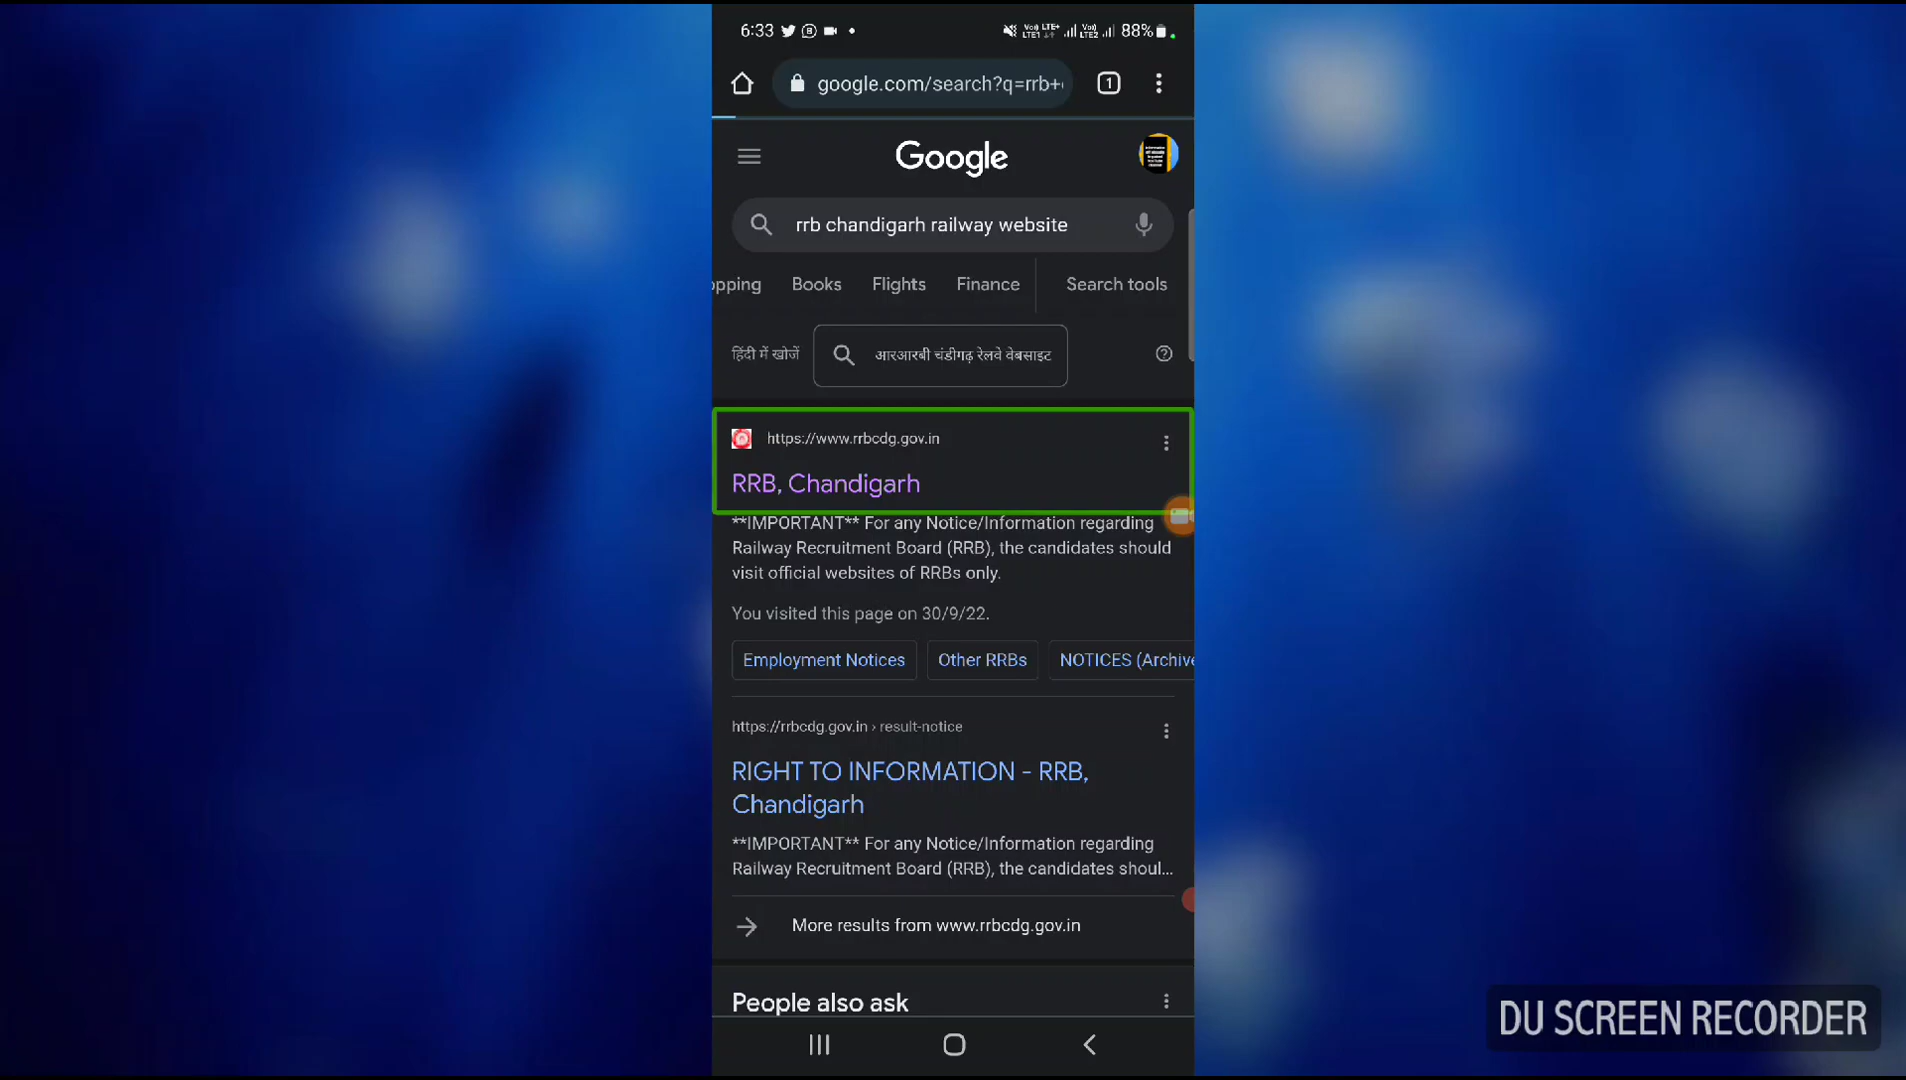 6:33 88%
google.com/search?q=rrb+
1
Google
rrb chandigarh railway website
opping Books Flights Finance Search tools
हिंदी में खोजें आरआरबी चंडीगढ़ रेलवे वेबसाइट
https://www.rrbcdg.gov.in
RRB, Chandigarh
**IMPORTANT** For any Notice/Information regarding
Railway Recruitment Board (RRB), the candidates should
visit official websites of RRBs only.
You visited this page on 30/9/22.
Employment Notices Other RRBs NOTICES (Archive
https://rrbcdg.gov.in › result-notice
RIGHT TO INFORMATION - RRB,
Chandigarh
**IMPORTANT** For any Notice/Information regarding
Railway Recruitment Board (RRB), the candidates shoul...
More results from www.rrbcdg.gov.in
People also ask
DU SCREEN RECORDER